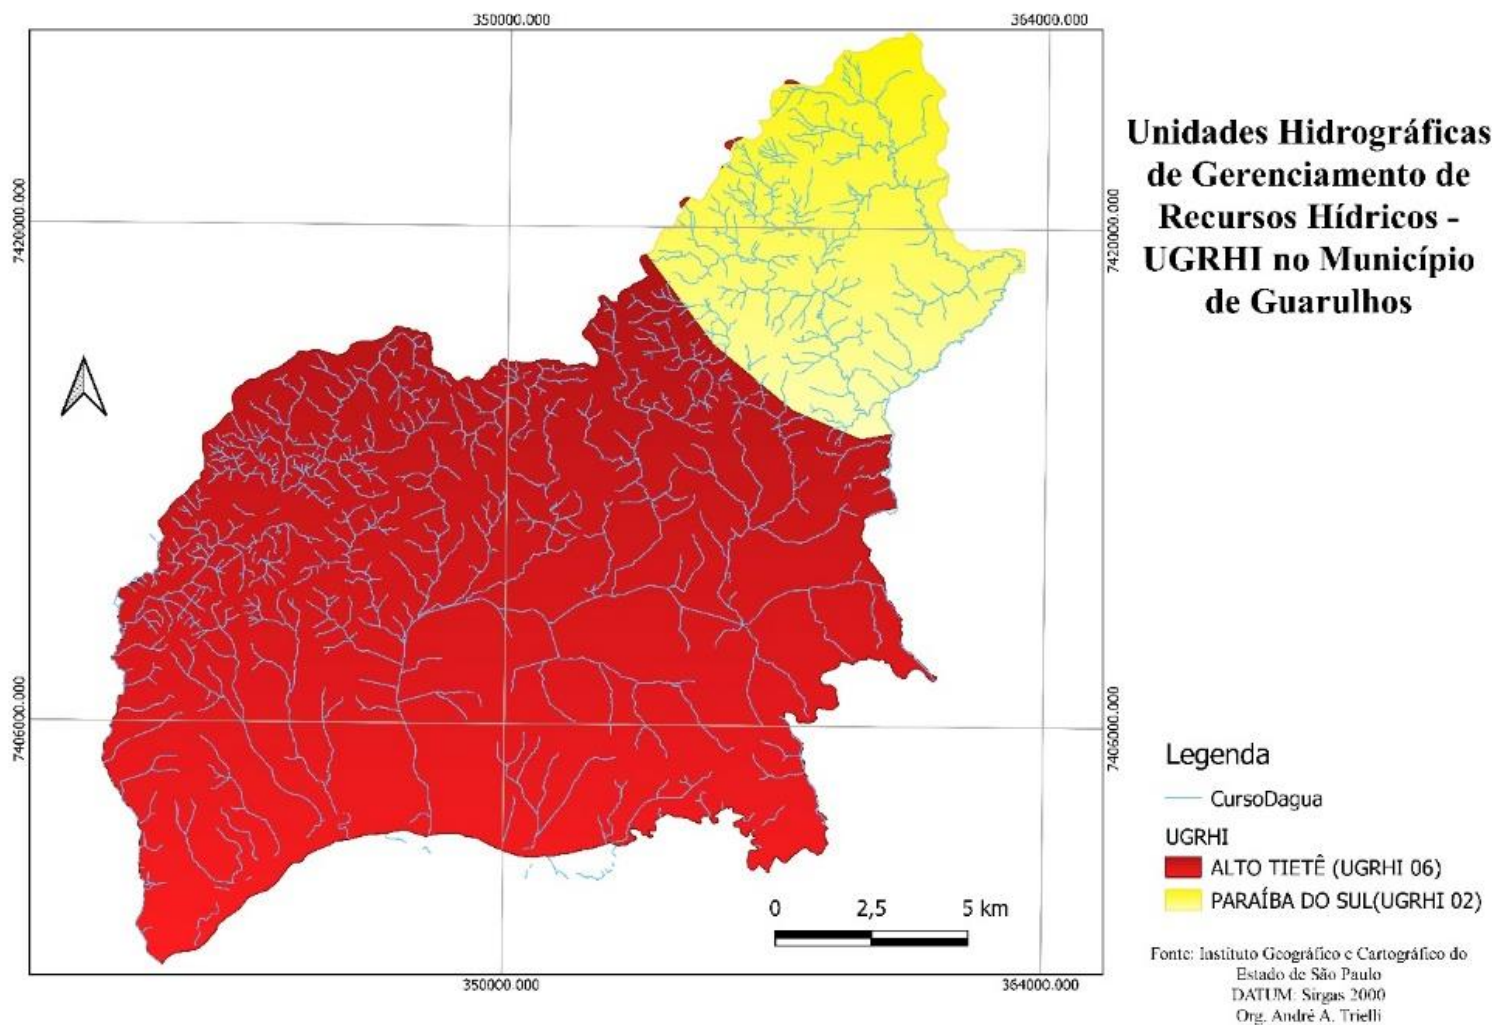 350000.000
364000.000
7420000.000
7420000.000
Unidades Hidrográficas
de Gerenciamento de
Recursos Hídricos -
UGRHI no Município
de Guarulhos
7406000.000
7406000.000
Legenda
CursoDagua
UGRHI
ALTO TIETÊ (UGRHI 06)
PARAÍBA DO SUL(UGRHI 02)
0 2,5 5 km
350000.000
364000.000
Fonte: Instituto Geográfico e Cartográfico do
Estado de São Paulo
DATUM: Sirgas 2000
Org. André A. Trielli